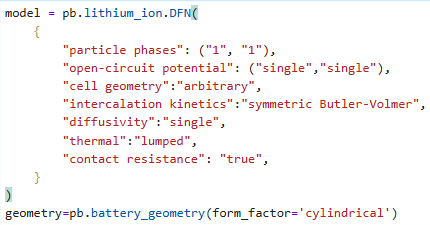 model = pb.lithium_ion.DFN(
{
"particle phases": ("1", "1"),
"open-circuit potential": ("single","single"),
"cell geometry":"arbitrary",
"intercalation kinetics":"symmetric Butler-Volmer",
"diffusivity":"single",
"thermal":"lumped",
"contact resistance": "true",
}
)
geometry=pb.battery_geometry(form_factor='cylindrical')